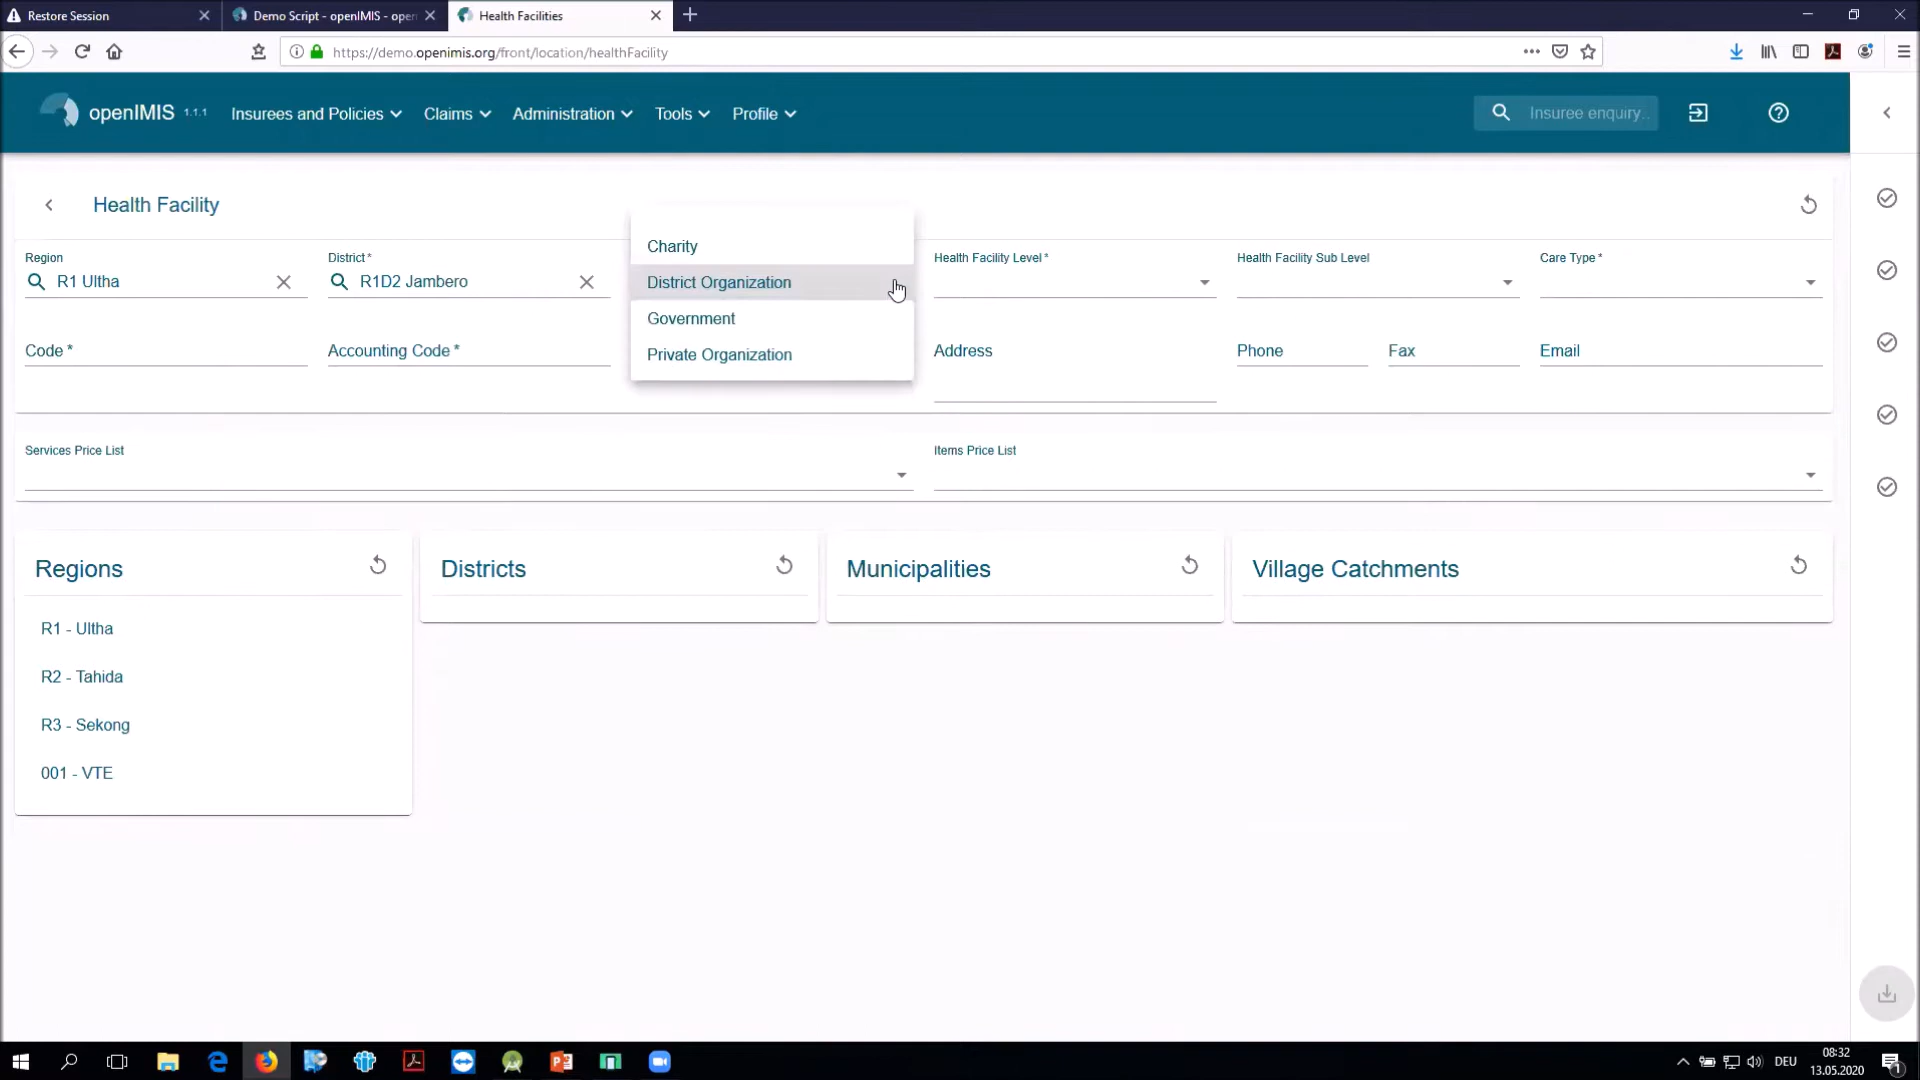 Restore Session
Demo Script - openIMIS - oper
Health Facilities
https://demo.openimis.org/front/location/healthFacility
openIMIS 1.1.1 Insurees and Policies Claims Administration Tools Profile Insuree enquiry..
Health Facility
Charity
District Organization
Government
Private Organization
Region
R1 Ultha
District *
R1D2 Jambero
Health Facility Level *
Health Facility Sub Level
Care Type *
Code *
Accounting Code *
Address
Phone
Fax
Email
Services Price List
Items Price List
Regions
R1 - Ultha
R2 - Tahida
R3 - Sekong
001 - VTE
Districts
Municipalities
Village Catchments
DEU
08:32
13.05.2020
1